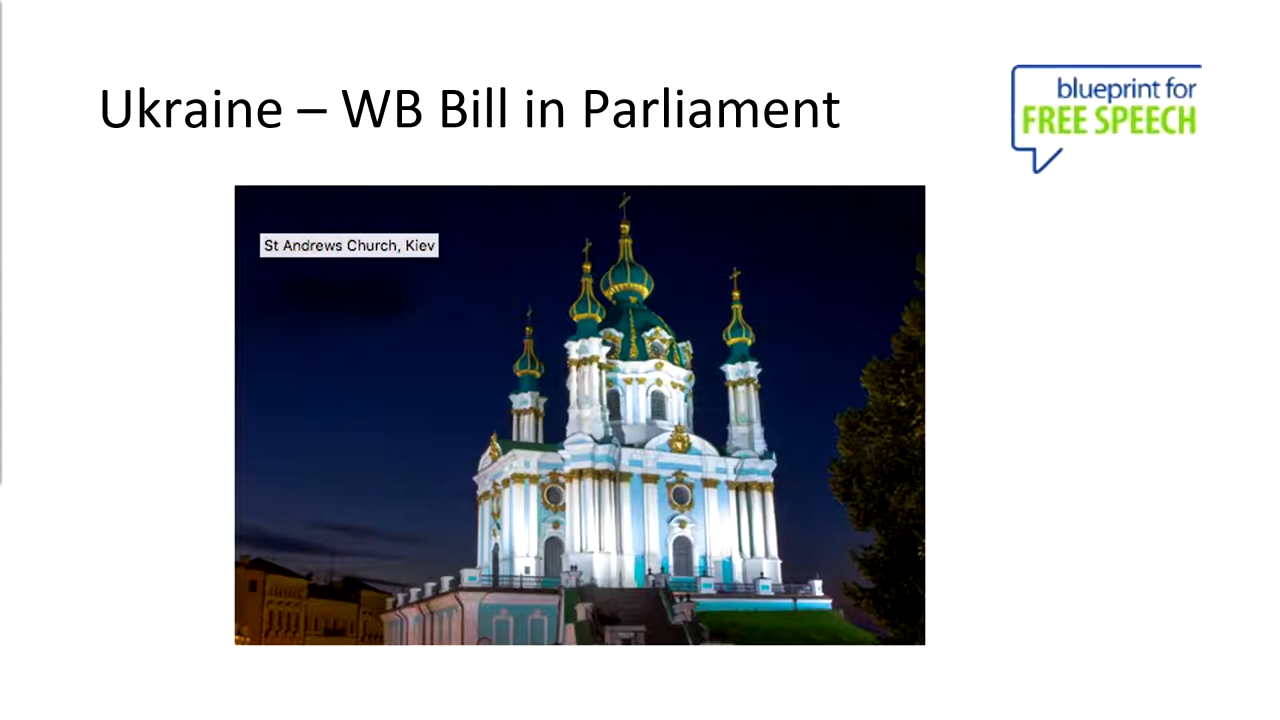 Ukraine – WB Bill in Parliament
blueprint for
FREE SPEECH
St Andrews Church, Kiev